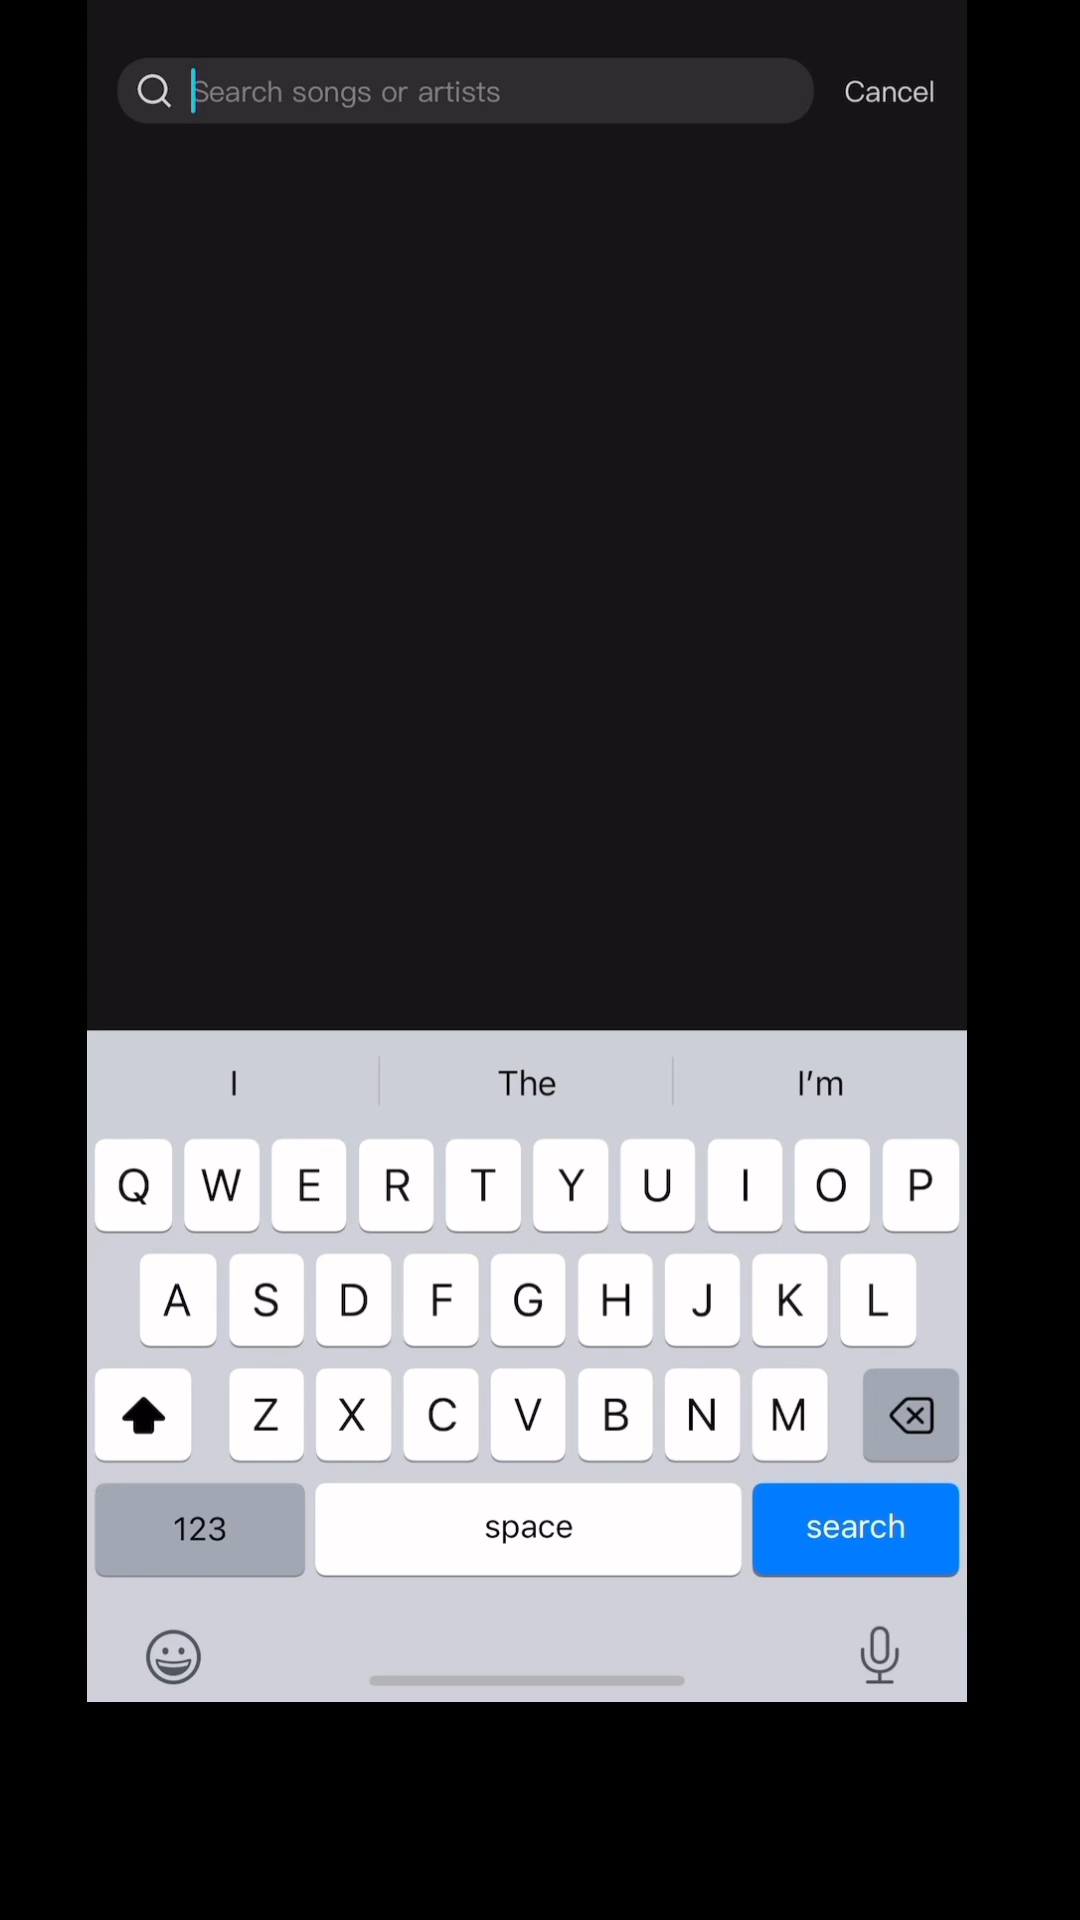 Search songs or artists Cancel
I The I’m
Q W E R T Y U I O P
A S D F G H J K L
Z X C V B N M
123 space search